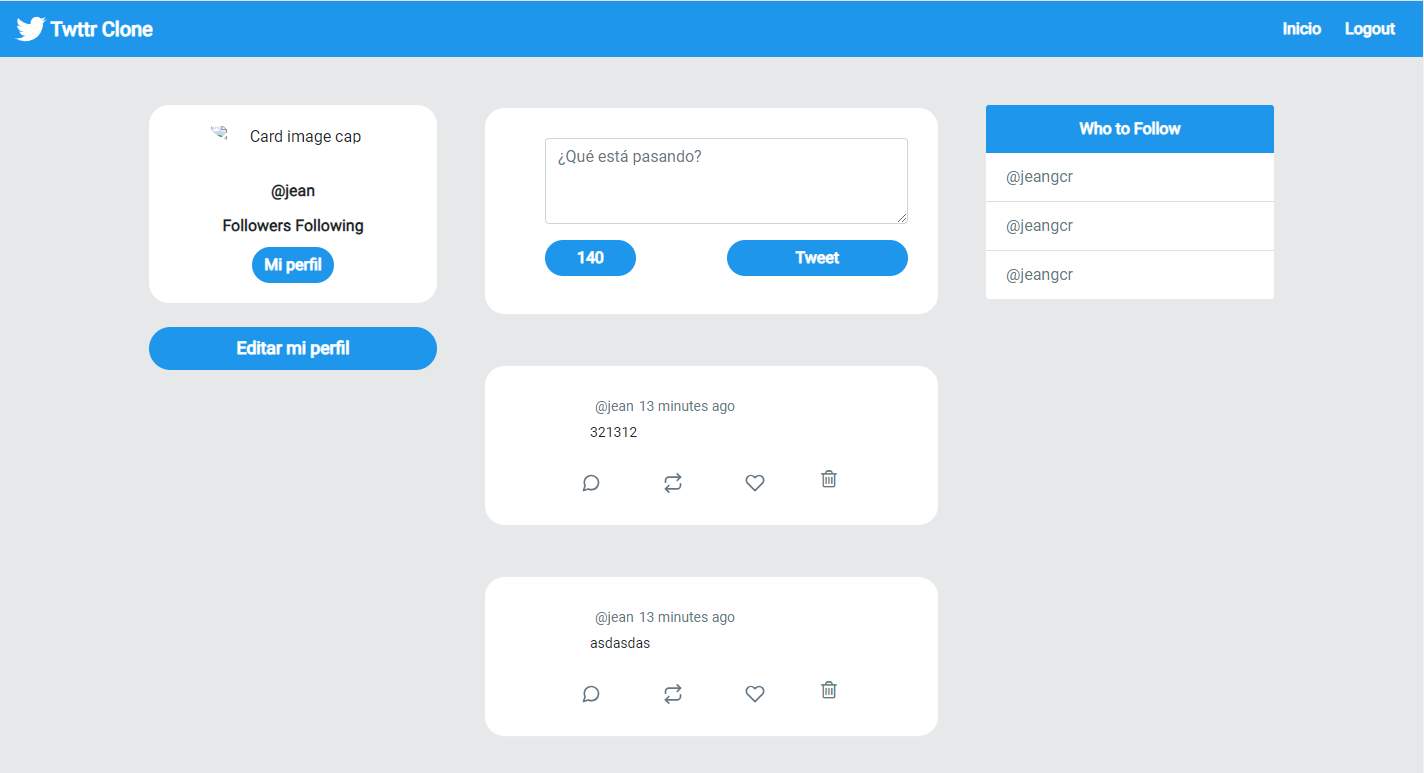 Twttr Clone
Inicio
Logout
Card image cap
@jean
Followers Following
Mi perfil
Editar mi perfil
¿Qué está pasando?
140
Tweet
@jean 13 minutes ago
321312
@jean 13 minutes ago
asdasdas
Who to Follow
@jeangcr
@jeangcr
@jeangcr